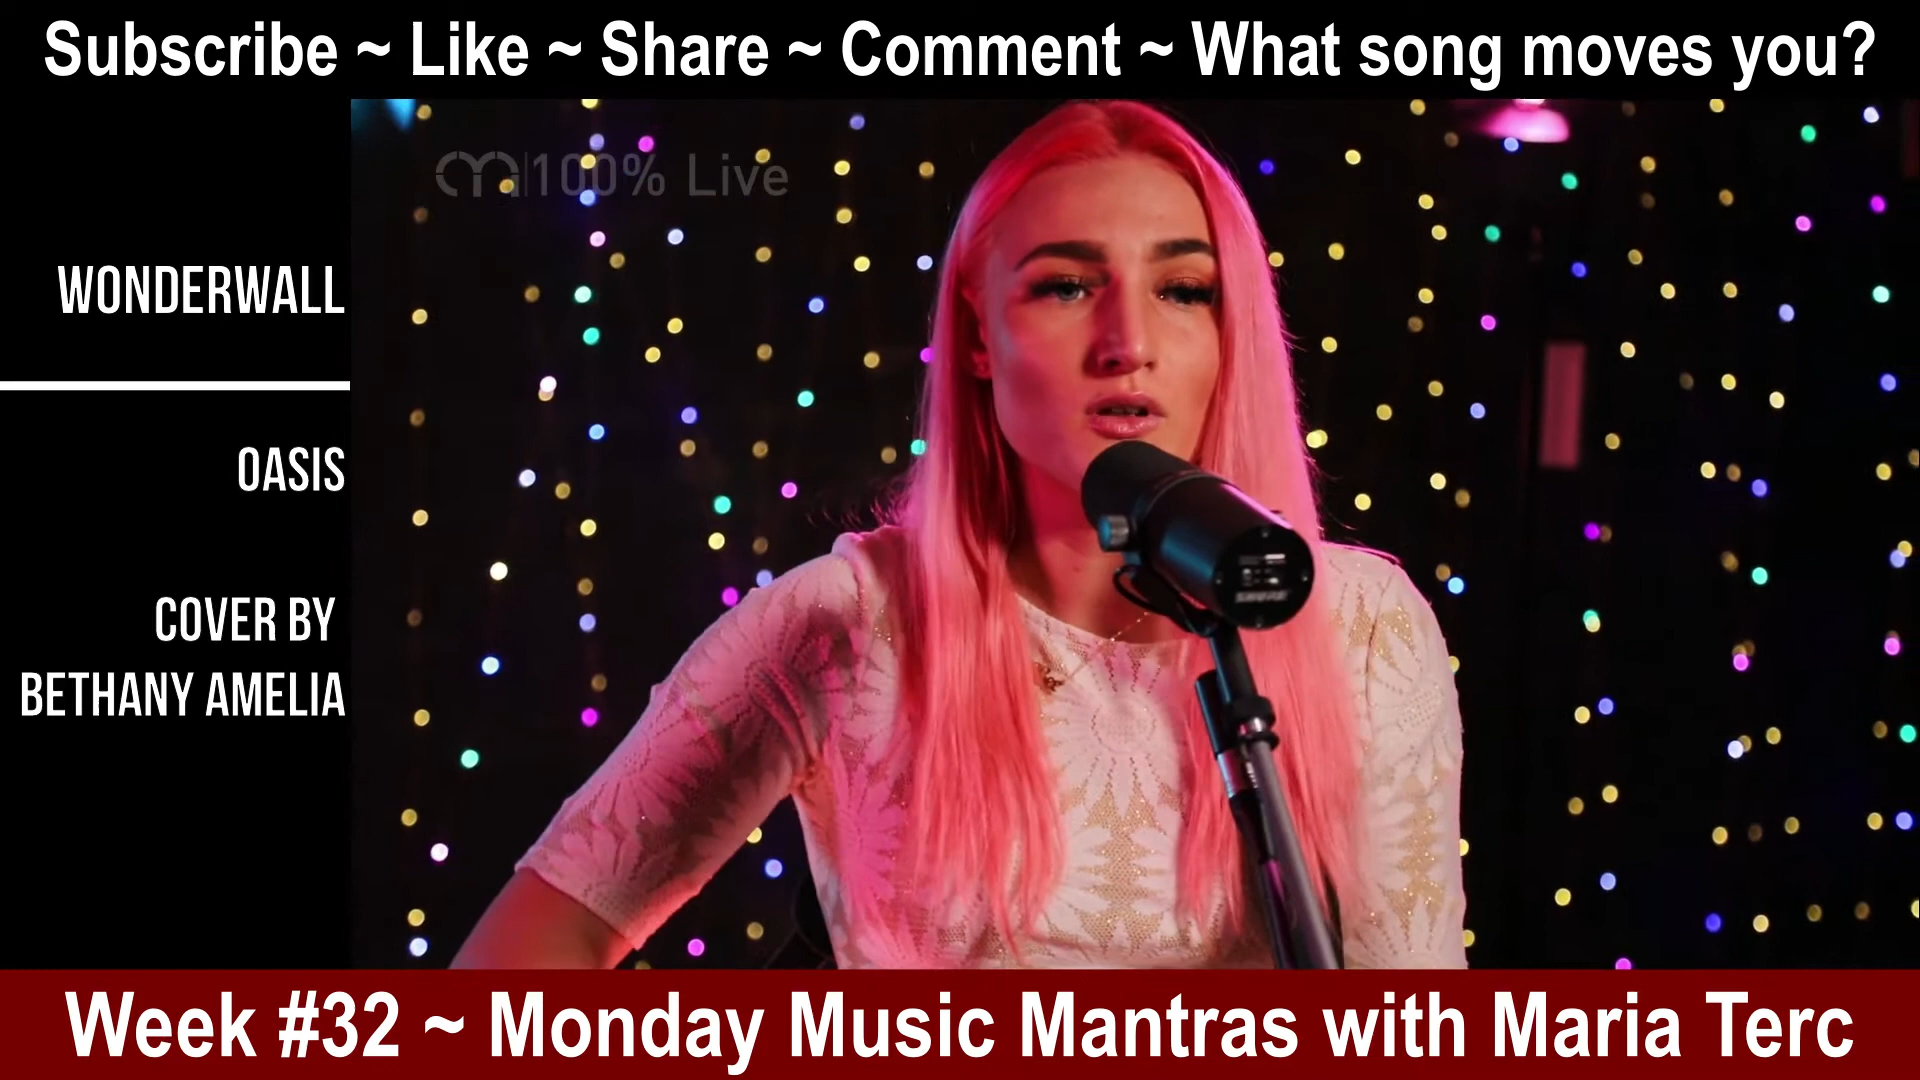 Subscribe ~ Like ~ Share ~ Comment ~ What song moves you?
100% Live
WONDERWALL
OASIS
COVER BY
BETHANY AMELIA
Week #32 ~ Monday Music Mantras with Maria Terc